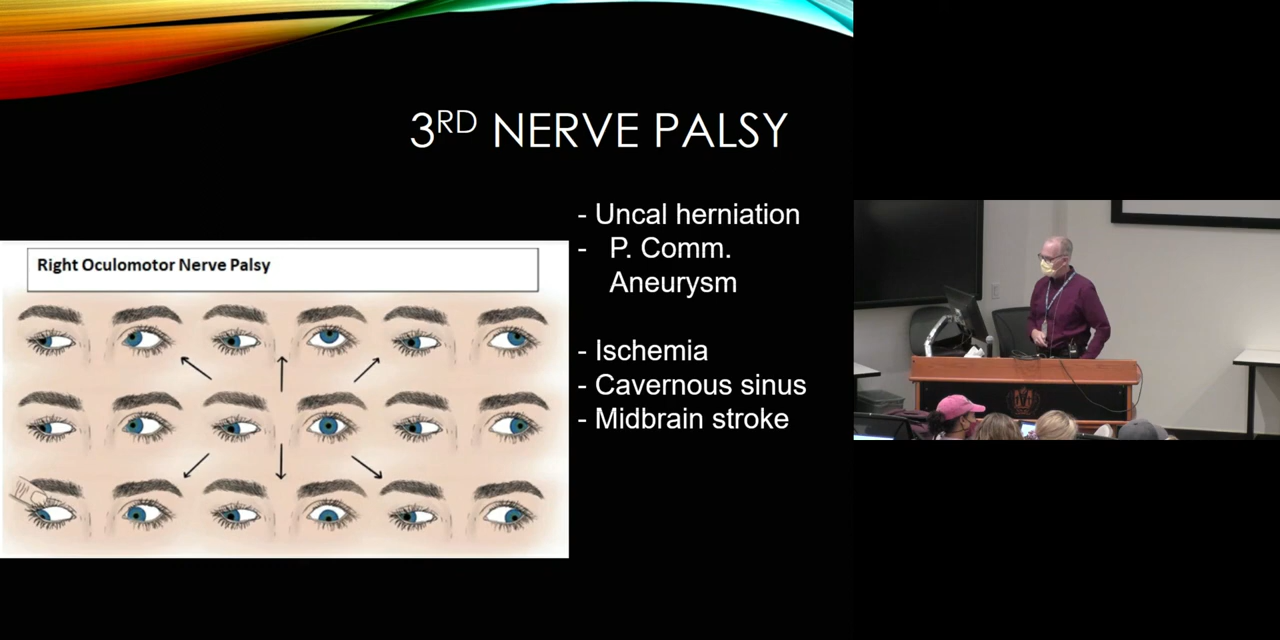 3RD NERVE PALSY
- Uncal herniation
- P. Comm.
Aneurysm
- Ischemia
- Cavernous sinus
- Midbrain stroke
Right Oculomotor Nerve Palsy